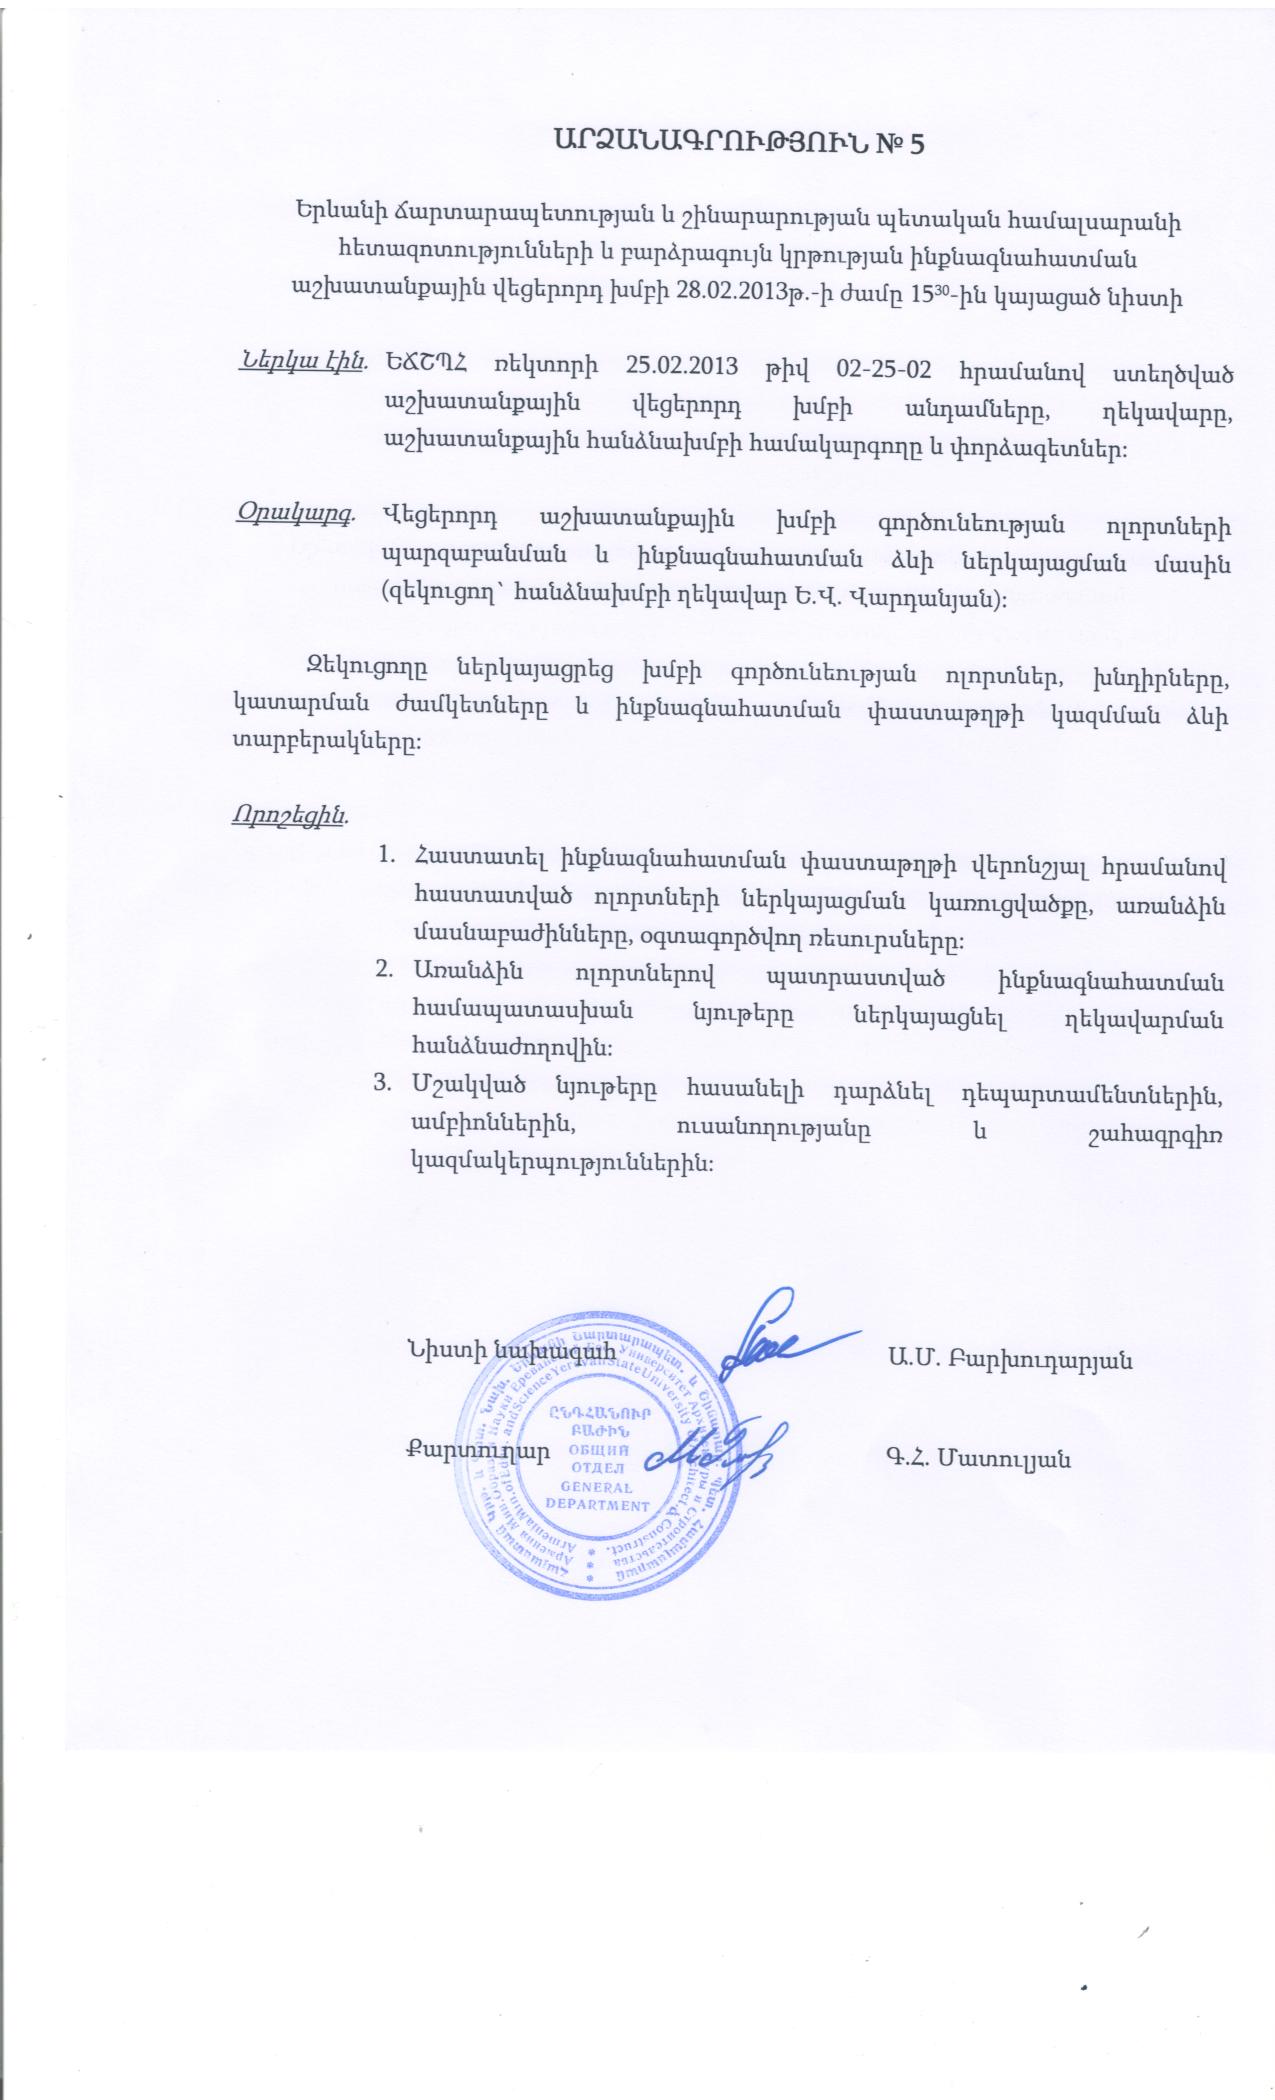 ԱՐՁԱՆԱԳՐՈՒԹՅՈՒՆ № 5
Երևանի ճարտարապետության և շինարարության պետական համալսարանի
հետազոտությունների և բարձրագույն կրթության ինքնագնահատման
աշխատանքային վեցերորդ խմբի 28.02.2013թ.-ի ժամը 15³⁰-ին կայացած նիստի
Ներկա էին. ԵՃՇՊՀ ռեկտորի 25.02.2013 թիվ 02-25-02 հրամանով ստեղծված
աշխատանքային վեցերորդ խմբի անդամները, ղեկավարը,
աշխատանքային հանձնախմբի համակարգողը և փորձագետներ:
Օրակարգ. Վեցերորդ աշխատանքային խմբի գործունեության ոլորտների
պարզաբանման և ինքնագնահատման ձևի ներկայացման մասին
(զեկուցող՝ հանձնախմբի ղեկավար Ե.Վ. Վարդանյան):
Զեկուցողը ներկայացրեց խմբի գործունեության ոլորտներ, խնդիրները,
կատարման ժամկետները և ինքնագնահատման փաստաթղթի կազմման ձևի
տարբերակները:
Որոշեցին.
1. Հաստատել ինքնագնահատման փաստաթղթի վերոնշյալ հրամանով
հաստատված ոլորտների ներկայացման կառուցվածքը, առանձին
մասնաբաժինները, օգտագործվող ռեսուրսները:
2. Առանձին ոլորտներով պատրաստված ինքնագնահատման
համապատասխան նյութերը ներկայացնել ղեկավարման
հանձնաժողովին:
3. Մշակված նյութերը հասանելի դարձնել դեպարտամենտներին,
ամբիոններին, ուսանողությանը և շահագրգիռ
կազմակերպություններին:
Նիստի նախագահ Ա.Մ. Բարխուդարյան
Քարտուղար Գ.Հ. Մատուլյան
ԸՆԴՀԱՆՈՒՐ
ԲԱԺԻՆ
ОБЩИЙ
ОТДЕЛ
GENERAL
DEPARTMENT